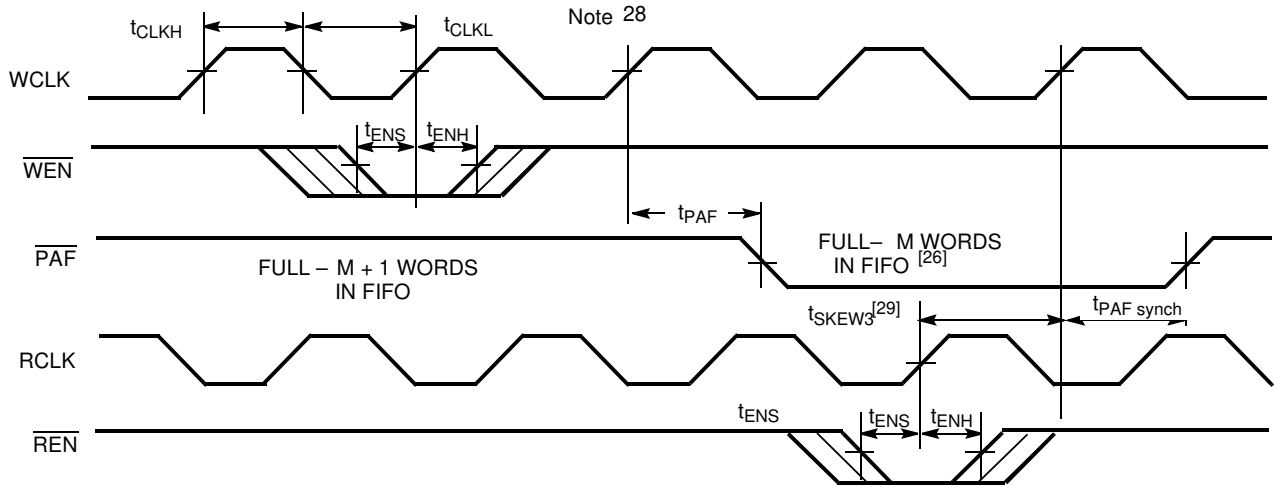 Note 28
tCLKH
tCLKL
WCLK
tENS
tENH
WEN
tPAF
PAF
FULL – M + 1 WORDS
IN FIFO
FULL– M WORDS
IN FIFO [26]
tSKEW3[29]
tPAF synch
RCLK
tENS
tENS
tENH
REN